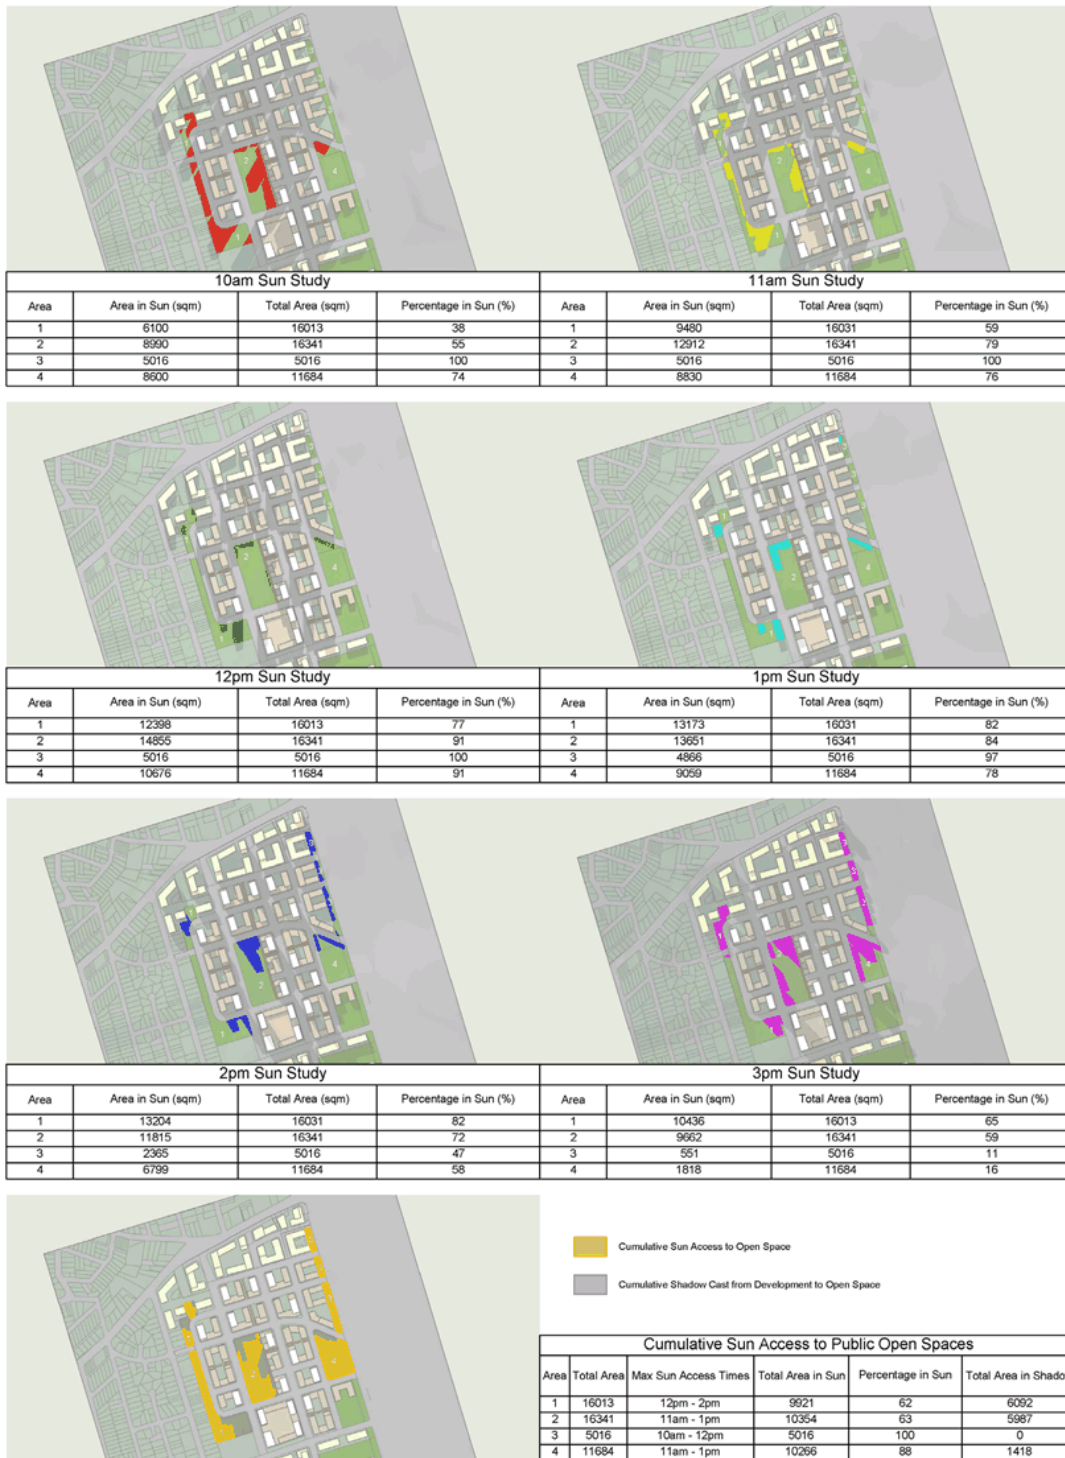 10am Sun Study
Area Area in Sun (sqm) Total Area (sqm) Percentage in Sun (%)
1 6100 16013 38
2 8990 16341 55
3 5016 5016 100
4 8600 11684 74
11am Sun Study
Area Area in Sun (sqm) Total Area (sqm) Percentage in Sun (%)
1 9480 16031 59
2 12912 16341 79
3 5016 5016 100
4 8830 11684 76
12pm Sun Study
Area Area in Sun (sqm) Total Area (sqm) Percentage in Sun (%)
1 12398 16013 77
2 14855 16341 91
3 5016 5016 100
4 10676 11684 91
1pm Sun Study
Area Area in Sun (sqm) Total Area (sqm) Percentage in Sun (%)
1 13173 16031 82
2 13651 16341 84
3 4866 5016 97
4 9059 11684 78
2pm Sun Study
Area Area in Sun (sqm) Total Area (sqm) Percentage in Sun (%)
1 13204 16031 82
2 11815 16341 72
3 2365 5016 47
4 6799 11684 58
3pm Sun Study
Area Area in Sun (sqm) Total Area (sqm) Percentage in Sun (%)
1 10436 16013 65
2 9662 16341 59
3 551 5016 11
4 1818 11684 16
Cumulative Sun Access to Open Space
Cumulative Shadow Cast from Development to Open Space
Cumulative Sun Access to Public Open Spaces
Area Total Area Max Sun Access Times Total Area in Sun Percentage in Sun Total Area in Shado
1 16013 12pm - 2pm 9921 62 6092
2 16341 11am - 1pm 10354 63 5987
3 5016 10am - 12pm 5016 100 0
4 11684 11am - 1pm 10266 88 1418